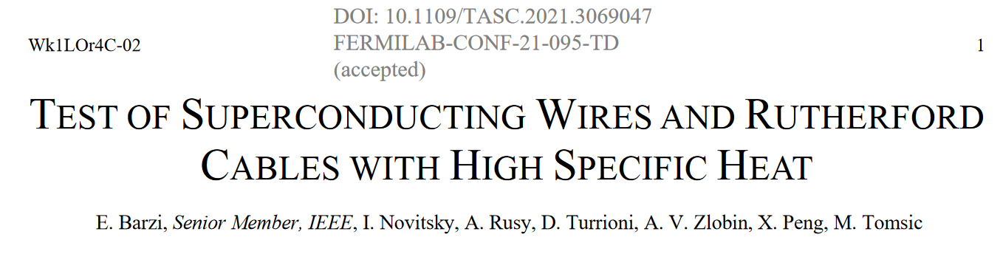 DOI: 10.1109/TASC.2021.3069047
Wk1LOr4C-02 FERMILAB-CONF-21-095-TD 1
(accepted)
TEST OF SUPERCONDUCTING WIRES AND RUTHERFORD
CABLES WITH HIGH SPECIFIC HEAT
E. Barzi, Senior Member, IEEE, I. Novitsky, A. Rusy, D. Turrioni, A. V. Zlobin, X. Peng, M. Tomsic